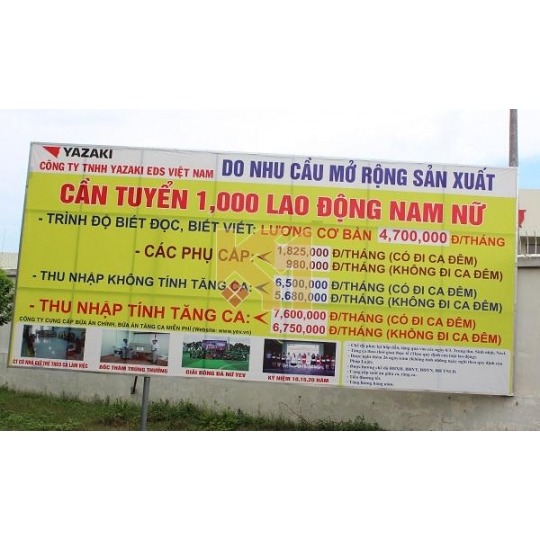 YAZAKI
CÔNG TY TNHH YAZAKI EDS VIỆT NAM
DO NHU CẦU MỞ RỘNG SẢN XUẤT
CẦN TUYỂN 1,000 LAO ĐỘNG NAM NỮ
- TRÌNH ĐỘ BIẾT ĐỌC, BIẾT VIẾT: LƯƠNG CƠ BẢN 4,700,000 Đ/THÁNG
- CÁC PHỤ CẤP: 1,825,000 Đ/THÁNG (CÓ ĐI CA ĐÊM)
980,000 Đ/THÁNG (KHÔNG ĐI CA ĐÊM)
- THU NHẬP KHÔNG TÍNH TĂNG CA: 6,500,000 Đ/THÁNG (CÓ ĐI CA ĐÊM)
5,680,000 Đ/THÁNG (KHÔNG ĐI CA ĐÊM)
- THU NHẬP TÍNH TĂNG CA: 7,600,000 Đ/THÁNG (CÓ ĐI CA ĐÊM)
6,750,000 Đ/THÁNG (KHÔNG ĐI CA ĐÊM)
CÔNG TY CUNG CẤP BỮA ĂN CHÍNH, BỮA ĂN TĂNG CA MIỄN PHÍ (Website: www.yev.vn)
BỐC THĂM TRÚNG THƯỞNG
GIẢI BÓNG ĐÁ NỮ YEV
KỶ NIỆM 10,15,20 NĂM